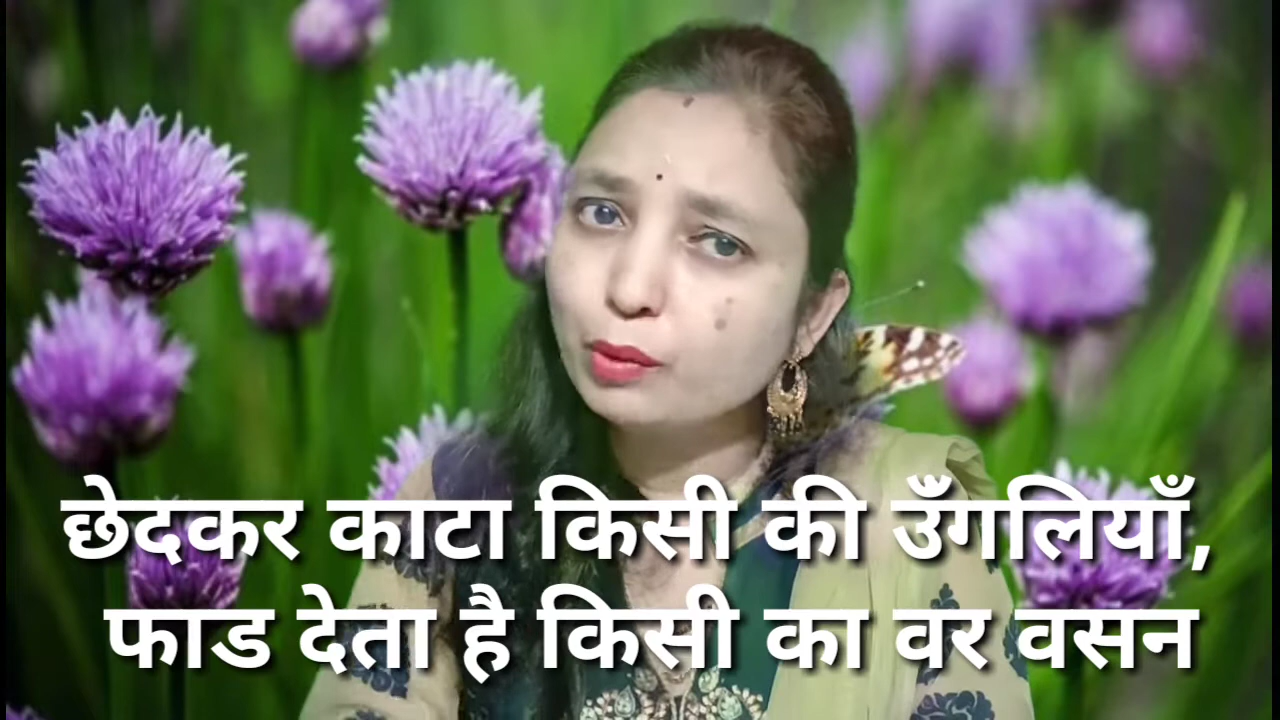 छेदकर काटा किसी की उँगलियाँ,
फाड देता है किसी का वर वसन